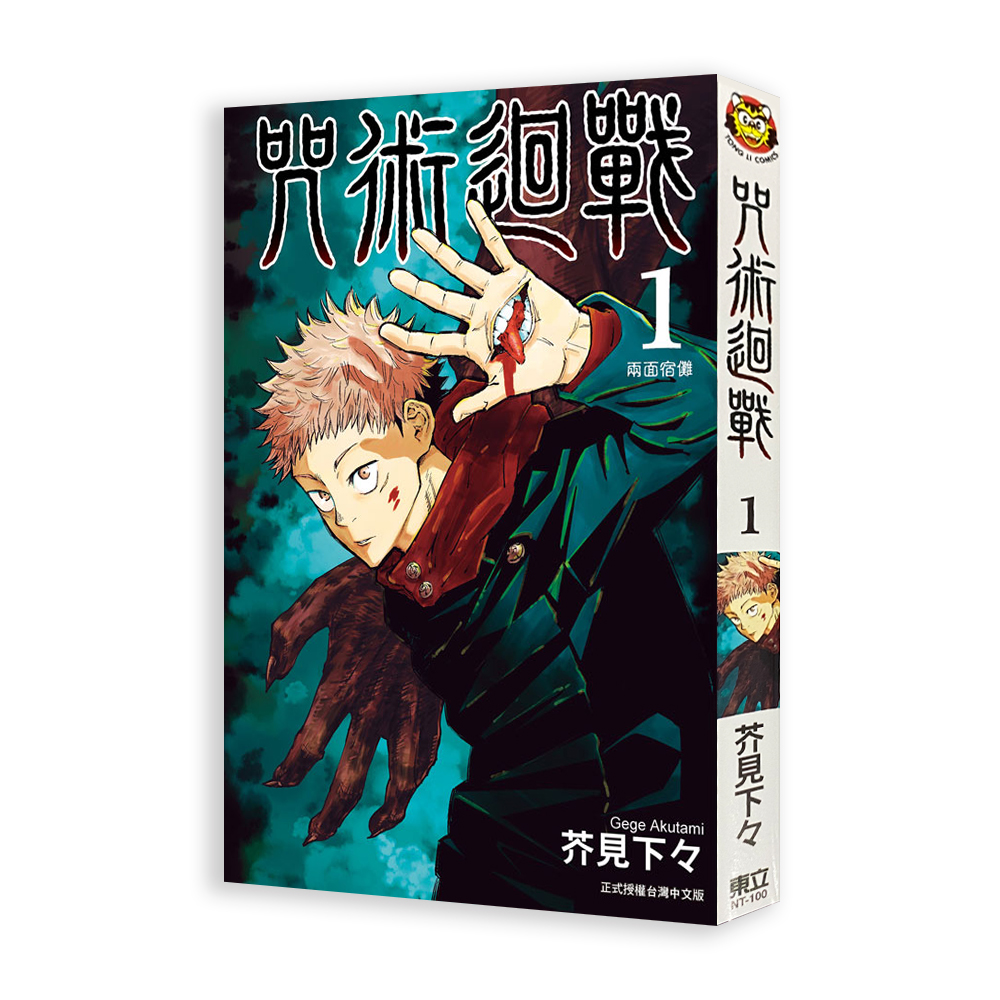 咒術迴戰
1
兩面宿儺
Gege Akutami
芥見下々
正式授權台灣中文版
TONG LI COMICS
咒術迴戰
1
芥見下々
東立
NT-100